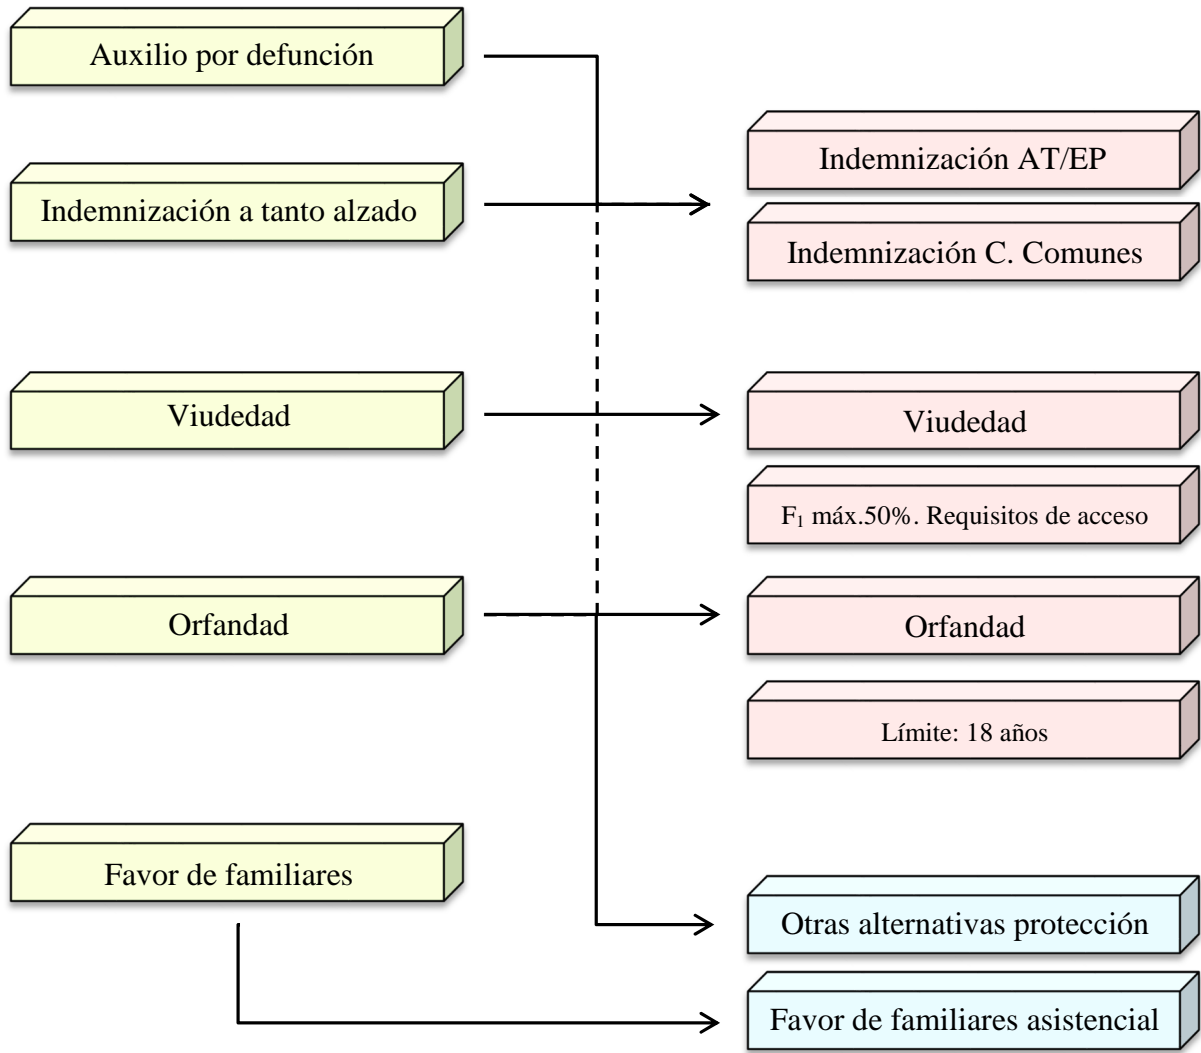 Auxilio por defunción
Indemnización AT/EP
Indemnización a tanto alzado
Indemnización C. Comunes
Viudedad
Viudedad
F₁ máx.50%. Requisitos de acceso
Orfandad
Orfandad
Límite: 18 años
Favor de familiares
Otras alternativas protección
Favor de familiares asistencial